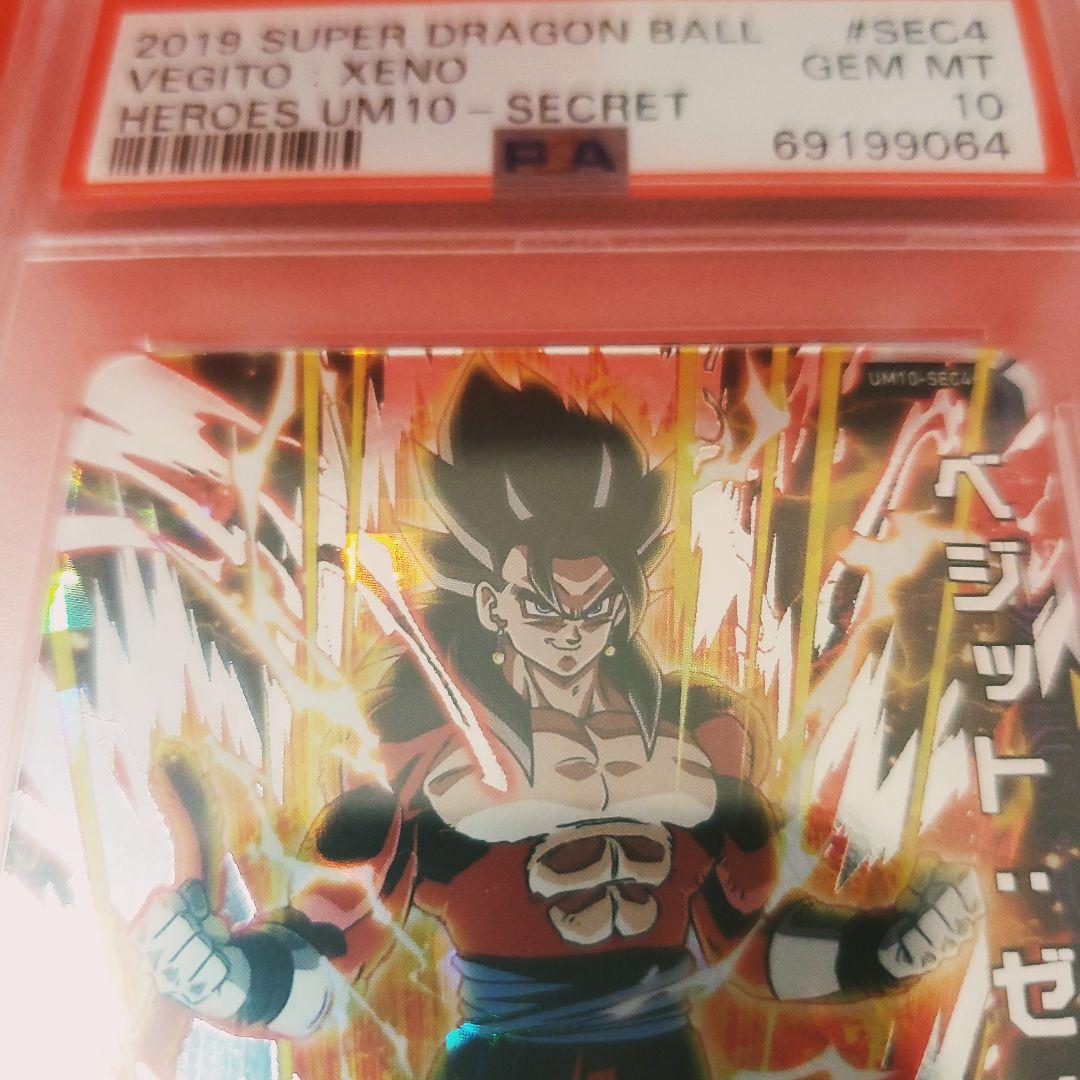 2019 SUPER DRAGON BALL #SEC4
VEGITO : XENO GEM MT
HEROES UM10 - SECRET 10
PSA 69199064
UM10-SEC4
ベジット:ゼ